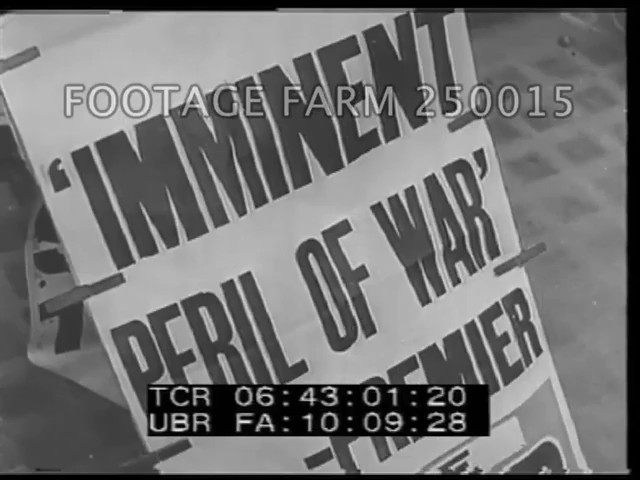 FOOTAGE FARM 250015
'IMMINENT
PERIL OF WAR'
-PREMIER
TCR 06:43:01:20
UBR FA:10:09:28